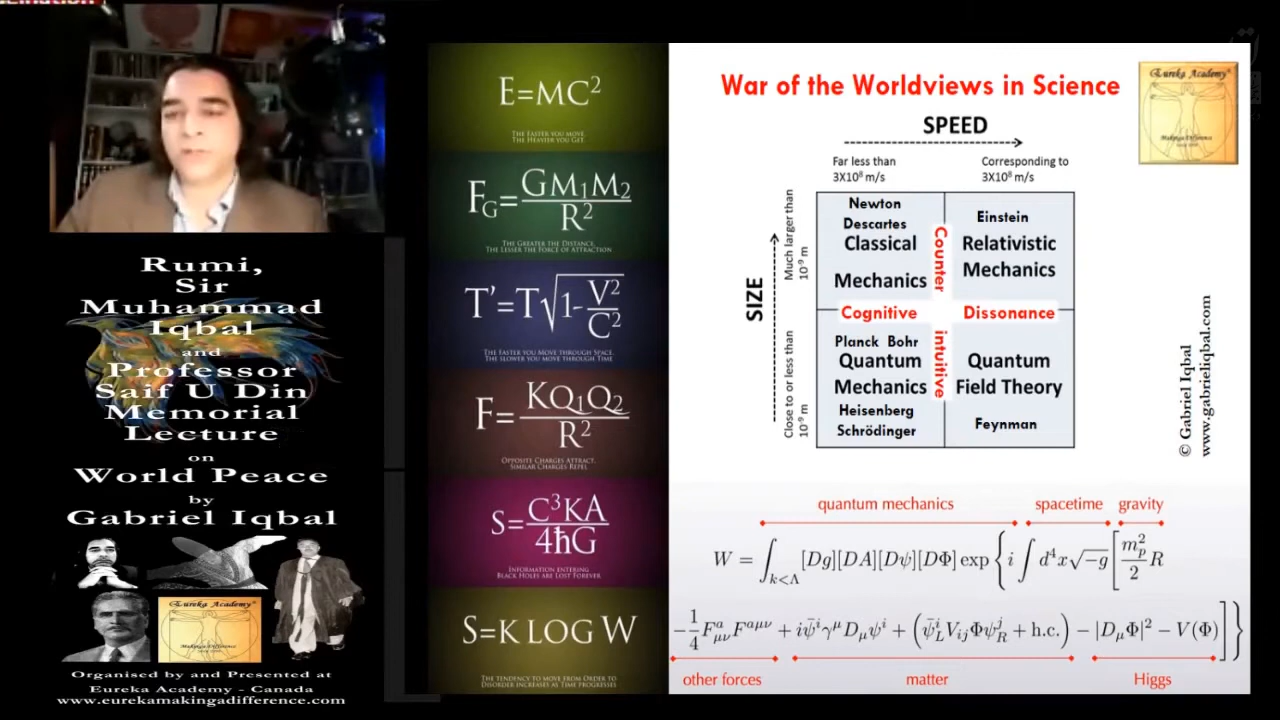 Rumi,
Sir
Muhammad
Iqbal
and
Professor
Saif U Din
Memorial
Lecture
on
World Peace
by
Gabriel Iqbal
Eureka Academy
Making a Difference
Organised by and Presented at
Eureka Academy - Canada
www.eurekamakingadifference.com
E=MC²
THE FASTER YOU MOVE,
THE HEAVIER YOU GET.
F_G = GM₁M₂ / R²
THE GREATER THE DISTANCE,
THE LESSER THE FORCE OF ATTRACTION
T'=T√(1-V²/C²)
THE FASTER YOU MOVE THROUGH SPACE,
THE SLOWER YOU MOVE THROUGH TIME
F= KQ₁Q₂ / R²
OPPOSITE CHARGES ATTRACT,
SIMILAR CHARGES REPEL
S= C³KA / 4ħG
INFORMATION ENTERING
BLACK HOLES ARE LOST FOREVER
S=K LOG W
THE TENDENCY TO MOVE FROM ORDER TO
DISORDER INCREASES AS TIME PROGRESSES
War of the Worldviews in Science
Eureka Academy
Making a Difference
SPEED
Far less than
3X10⁸ m/s
Corresponding to
3X10⁸ m/s
SIZE
Much larger than
10⁻⁹ m
Close to or less than
10⁻⁹ m
Newton
Descartes
Classical
Mechanics
Counter
Einstein
Relativistic
Mechanics
Cognitive Dissonance
Planck Bohr
Quantum
Mechanics
Heisenberg
Schrödinger
intuitive
Quantum
Field Theory
Feynman
© Gabriel Iqbal
www.gabrieliqbal.com
quantum mechanics spacetime gravity
W = ∫_{k<Λ} [Dg][DA][Dψ][DΦ] exp { i ∫ d⁴x √−g [ m_p²/2 R
−1/4 F^a_{μν} F^{aμν} + iψ̄^i γ^μ D_μ ψ^i + (ψ̄^i_L V_{ij} Φ ψ^j_R + h.c.) − |D_μ Φ|² − V(Φ) ] }
other forces matter Higgs